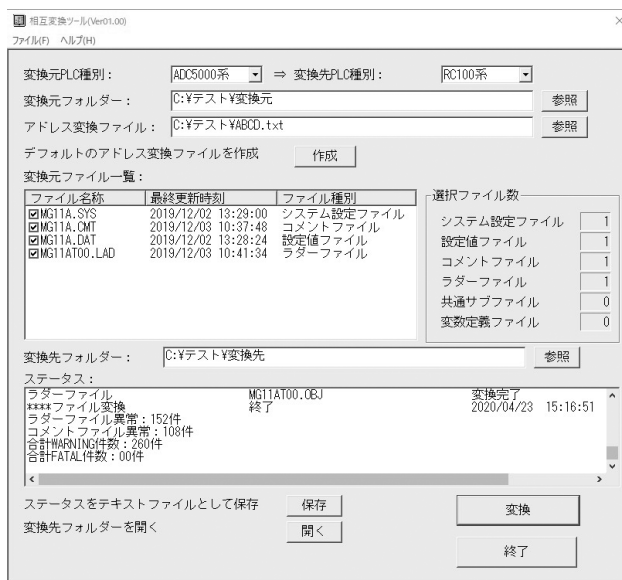 相互変換ツール(Ver01.00)
ファイル(F) ヘルプ(H)
変換元PLC種別： ADC5000系 ⇒ 変換先PLC種別： RC100系
変換元フォルダー： C:¥テスト¥変換元 参照
アドレス変換ファイル： C:¥テスト¥ABCD.txt 参照
デフォルトのアドレス変換ファイルを作成 作成
変換元ファイル一覧：
ファイル名称 最終更新時刻 ファイル種別
MG11A.SYS 2019/12/02 13:29:00 システム設定ファイル
MG11A.CMT 2019/12/03 10:37:48 コメントファイル
MG11A.DAT 2019/12/02 13:28:24 設定値ファイル
MG11AT00.LAD 2019/12/03 10:41:34 ラダーファイル
選択ファイル数
システム設定ファイル 1
設定値ファイル 1
コメントファイル 1
ラダーファイル 1
共通サブファイル 0
変数定義ファイル 0
変換先フォルダー： C:¥テスト¥変換先 参照
ステータス：
ラダーファイル MG11AT00.OBJ 変換完了
****ファイル変換 終了 2020/04/23 15:16:51
ラダーファイル異常：152件
コメントファイル異常：108件
合計WARNING件数：260件
合計FATAL件数：00件
ステータスをテキストファイルとして保存 保存
変換先フォルダーを開く 開く
変換
終了